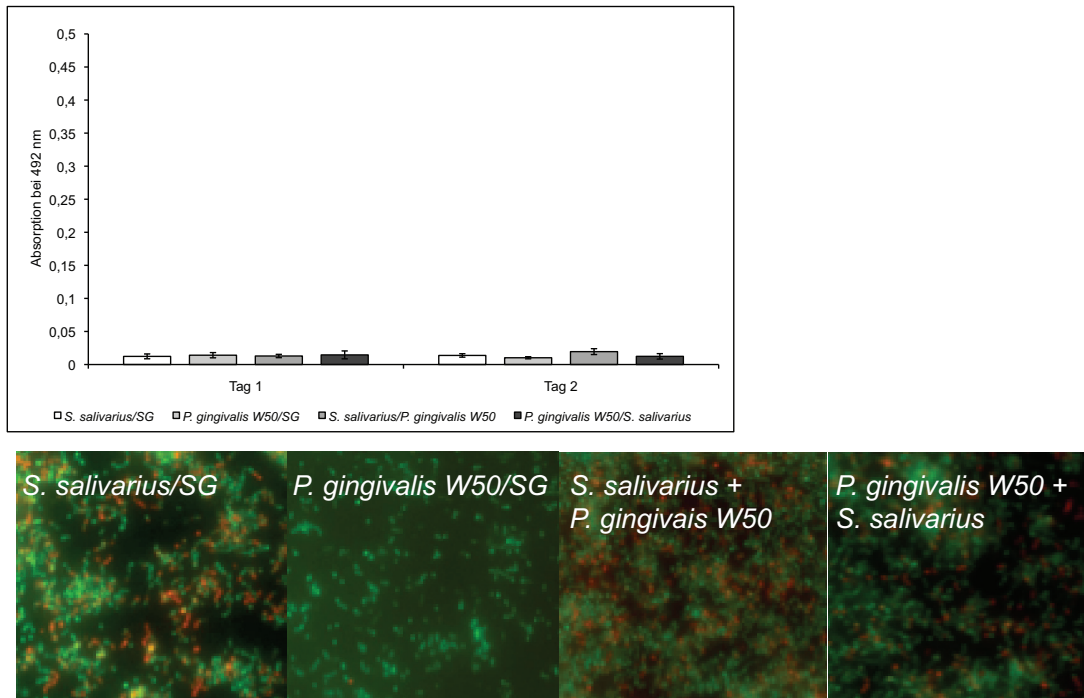 0,5
0,45
0,4
0,35
0,3
0,25
0,2
0,15
0,1
0,05
0
Absorption bei 492 nm
Tag 1 Tag 2
S. salivarius/SG P. gingivalis W50/SG S. salivarius/P. gingivalis W50 P. gingivalis W50/S. salivarius
S. salivarius/SG
P. gingivalis W50/SG
S. salivarius +
P. gingivais W50
P. gingivalis W50 +
S. salivarius